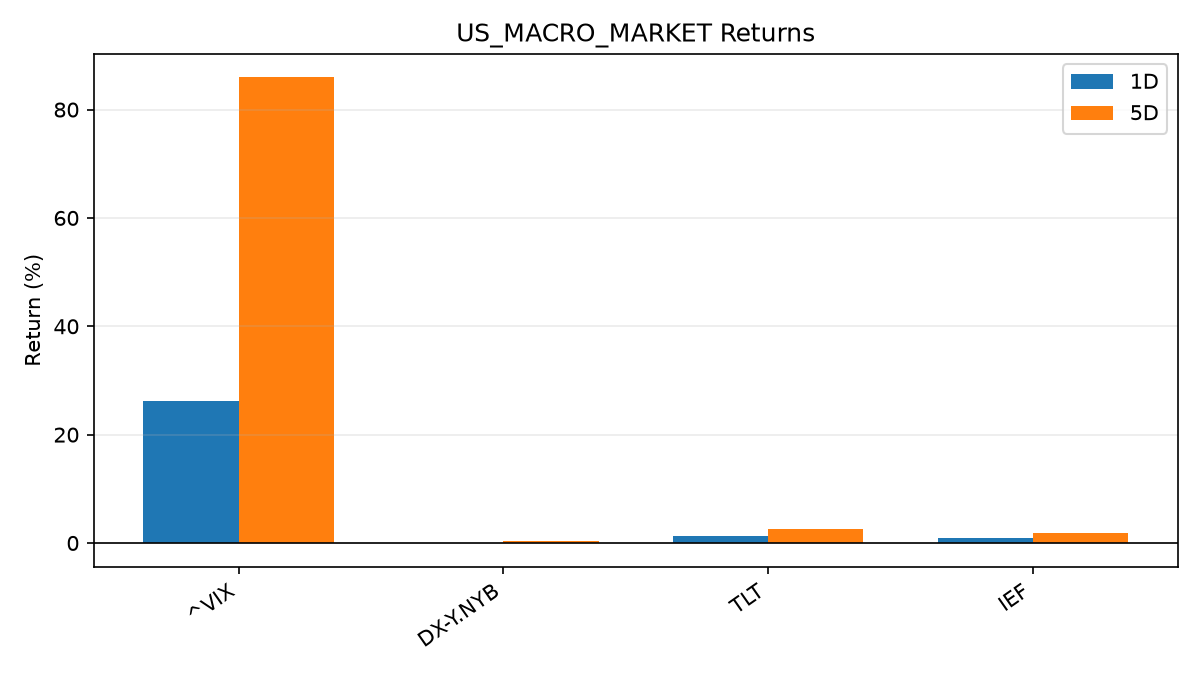 US_MACRO_MARKET Returns
1D
5D
Return (%)
80
60
40
20
0
^VIX
DX-Y.NYB
TLT
IEF